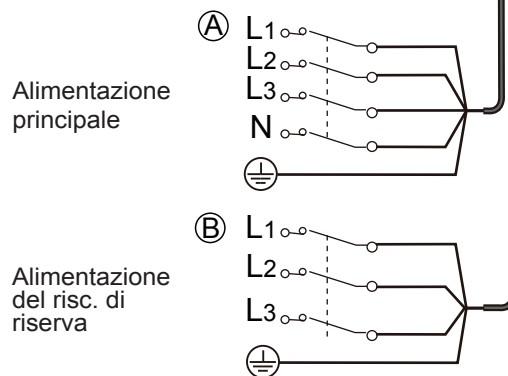 Ⓐ L1
L2
L3
N
Alimentazione
principale
Ⓑ L1
L2
L3
Alimentazione
del risc. di
riserva